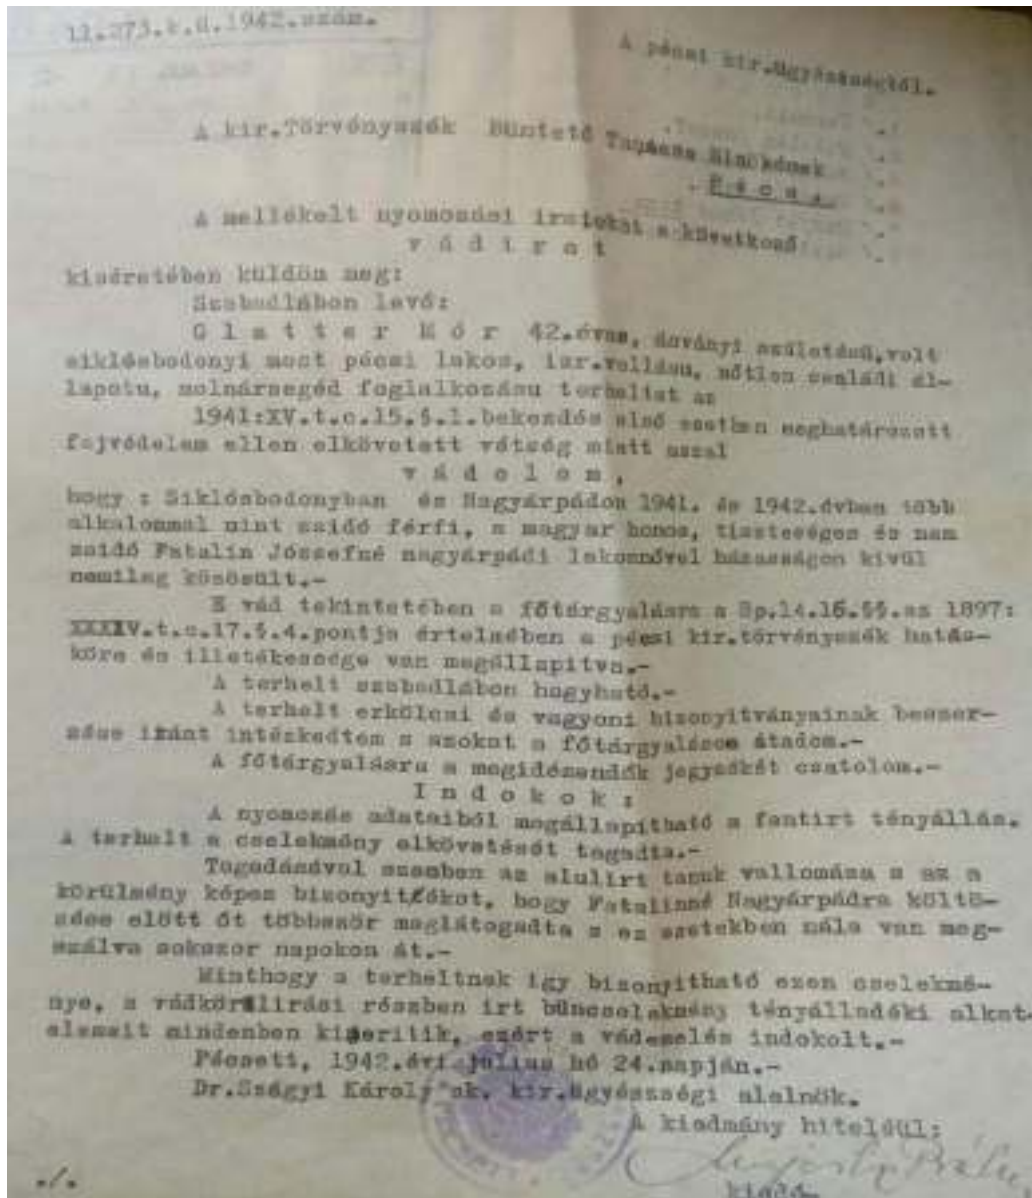 12.273.k.ü.1942.szám.
A pécsi kir.ügyészségtől.
A kir.Törvényszék Büntető Tanácsa Elnökének
P é c s.
A mellékelt nyomozási iratokat a következő
v á d i r a t
kiséretében küldöm meg:
Szabadlábon levő:
G l a t t e r M ó r 42.éves, születésü,volt
siklósbodonyi most pécsi lakos, izr.vallásu, nőtlen családi ál-
lapotu, molnársegéd foglalkozásu terheltet az
1941:XV.t.c.15.§.1.bekezdés első esetben meghatározott
fajvédelem ellen elkövetett vétség miatt azzal
v á d o l o m,
hogy : Siklósbodonyban és Nagyárpádon 1941. és 1942.évben több
alkalommal mint zsidó férfi, a magyar honos, tisztességes és nem
zsidó Fatalin Józsefné nagyárpádi lakosnővel házasságon kivül
nemileg közösült.-
E vád tekintetében a főtárgyalásra a Bp.14.16.§§.az 1897:
XXXIV.t.c.17.§.4.pontja értelmében a pécsi kir.törvényszék hatás-
köre és illetékessége van megállapitva.-
A terhelt szabadlábon hagyható.-
A terhelt erkölcsi és vagyoni bizonyitványainak beszer-
zése iránt intézkedtem s azokat a főtárgyaláson átadom.-
A főtárgyalásra a megidézendők jegyzékét csatolom.-
I n d o k o k :
A nyomozás adataiból megállapitható a fentirt tényállás.
A terhelt a cselekmény elkövetését tagadta.-
Tagadásával szemben az alulirt tanuk vallomása s az a
körülmény képez bizonyitékot, hogy Fatalinné Nagyárpádra költö-
zése előtt őt többször meglátogadta s ez esetekben nála van meg-
szálva sokszor napokon át.-
Minthogy a terheltnek igy bizonyitható ezen cselekmé-
nye, a vádkörülirási részben irt büncselekmény tényálladéki alkat-
elemeit mindenben kimeritik, ezért a vádemelés indokolt.-
Pécsett, 1942.évi julius hó 24.napján.-
Dr.Szágyi Károly sk. kir.ügyészségi alelnök.
A kiadmány hiteléül:
kiadó.
./.